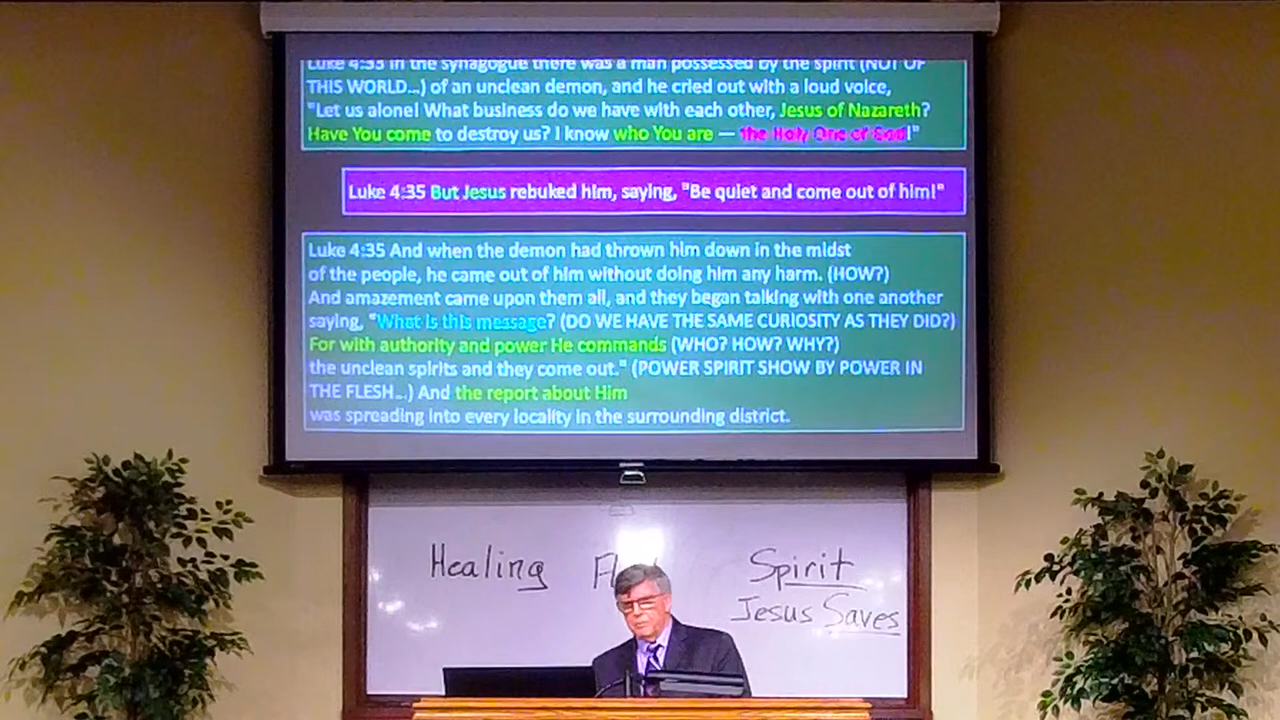 Luke 4:33 in the synagogue there was a man possessed by the spirit (NOT OF
THIS WORLD...) of an unclean demon, and he cried out with a loud voice,
"Let us alone! What business do we have with each other, Jesus of Nazareth?
Have You come to destroy us? I know who You are — the Holy One of God!"
Luke 4:35 But Jesus rebuked him, saying, "Be quiet and come out of him!"
Luke 4:35 And when the demon had thrown him down in the midst
of the people, he came out of him without doing him any harm. (HOW?)
And amazement came upon them all, and they began talking with one another
saying, "What is this message? (DO WE HAVE THE SAME CURIOSITY AS THEY DID?)
For with authority and power He commands (WHO? HOW? WHY?)
the unclean spirits and they come out." (POWER SPIRIT SHOW BY POWER IN
THE FLESH...) And the report about Him
was spreading into every locality in the surrounding district.
Healing Spirit
Jesus Saves